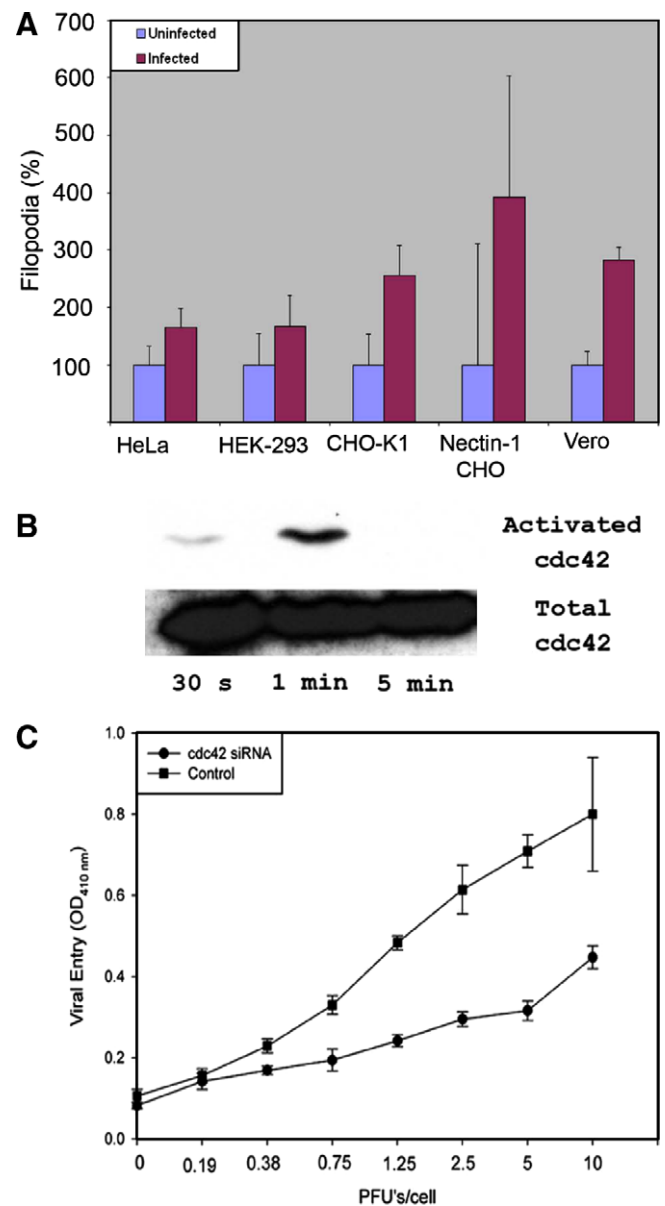 A
700
Uninfected
Infected
600
500
400
300
200
100
Filopodia (%)
HeLa
HEK-293
CHO-K1
Nectin-1
CHO
Vero
B
Activated
cdc42
Total
cdc42
30 s
1 min
5 min
C
1.0
cdc42 siRNA
Control
0.8
0.6
0.4
0.2
0.0
Viral Entry (OD410 nm)
0
0.19
0.38
0.75
1.25
2.5
5
10
PFU's/cell